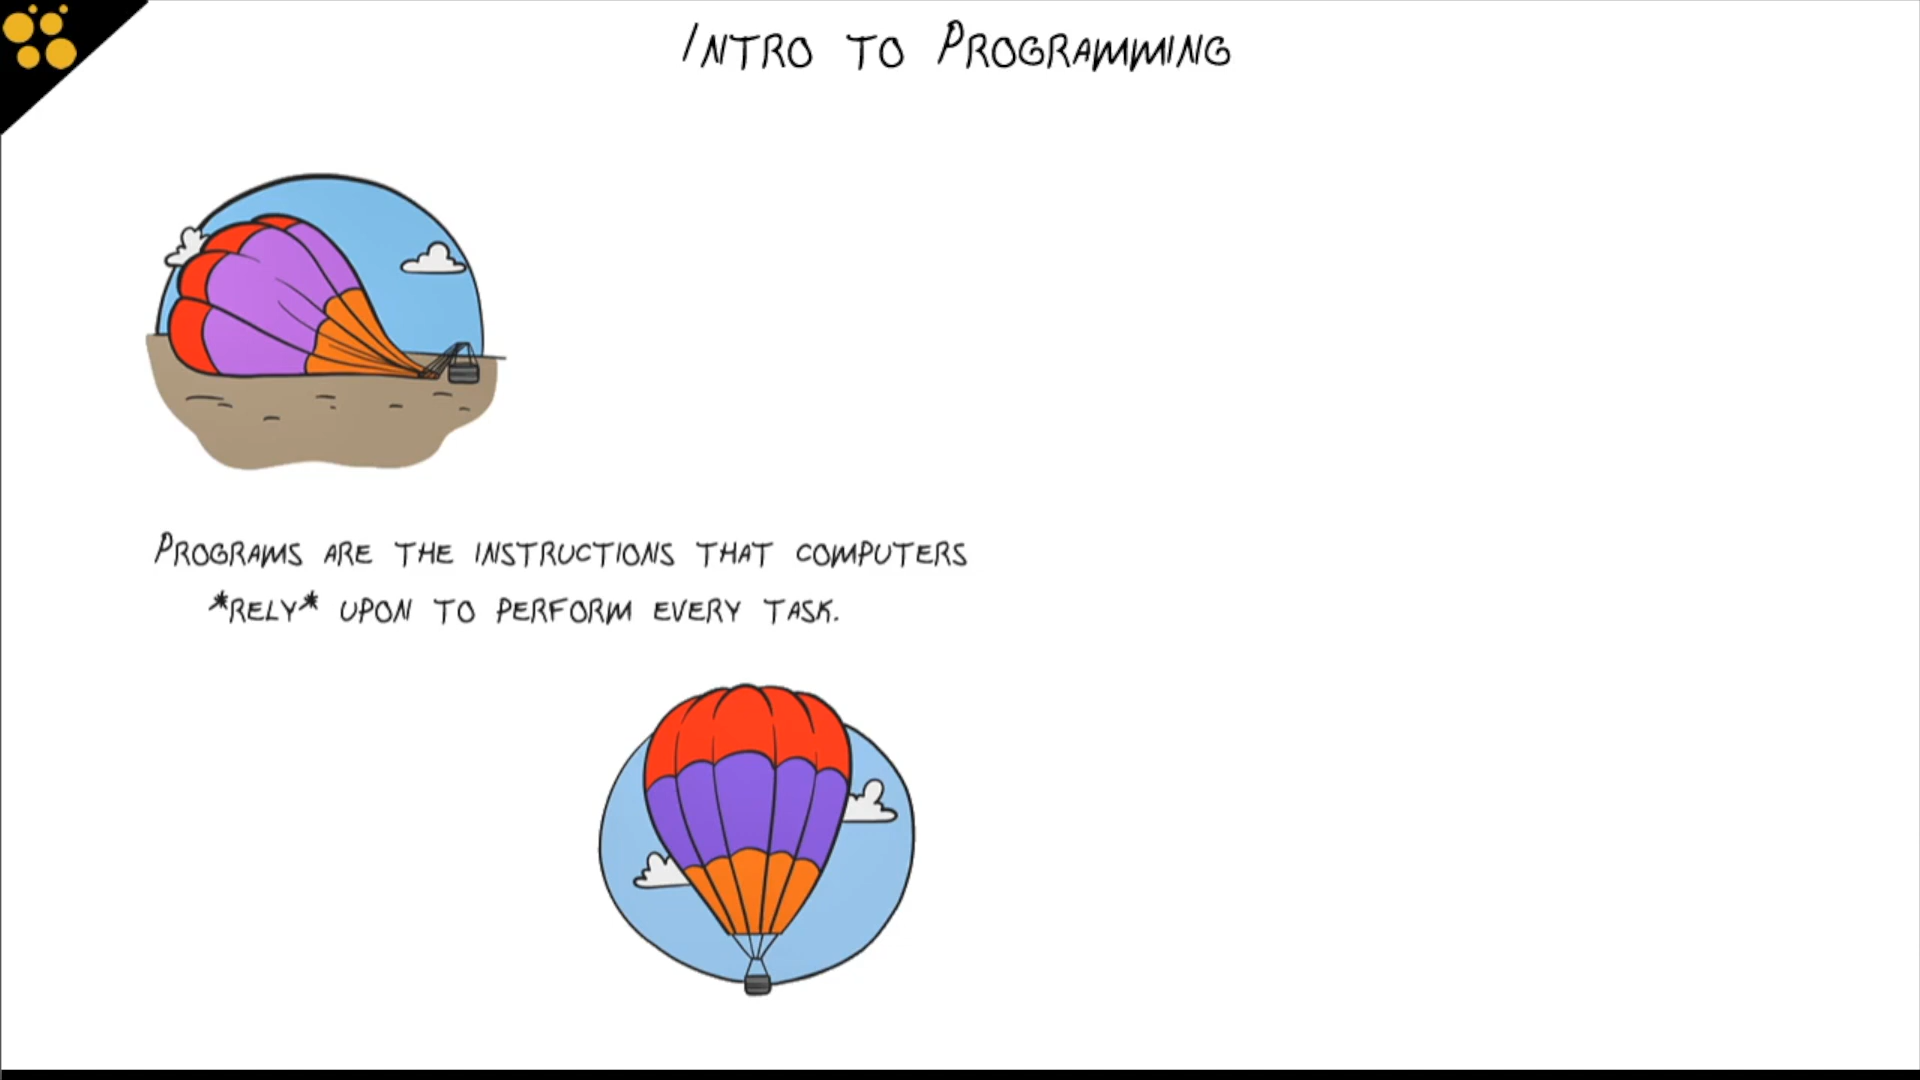 Intro to Programming
Programs are the instructions that computers
*rely* upon to perform every task.